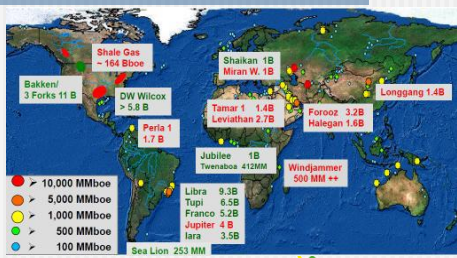 Shale Gas
~ 164 Bboe
Bakken/
3 Forks 11 B
DW Wilcox
> 5.8 B
Perla 1
1.7 B
Shaikan 1B
Miran W. 1B
Tamar 1 1.4B
Leviathan 2.7B
Forooz 3.2B
Halegan 1.6B
Longgang 1.4B
Jubilee 1B
Twenaboa 412MM
Windjammer
500 MM ++
Libra 9.3B
Tupi 6.5B
Franco 5.2B
Jupiter 4 B
Iara 3.5B
Sea Lion 253 MM
➢ 10,000 MMboe
➢ 5,000 MMboe
➢ 1,000 MMboe
➢ 500 MMboe
➢ 100 MMboe